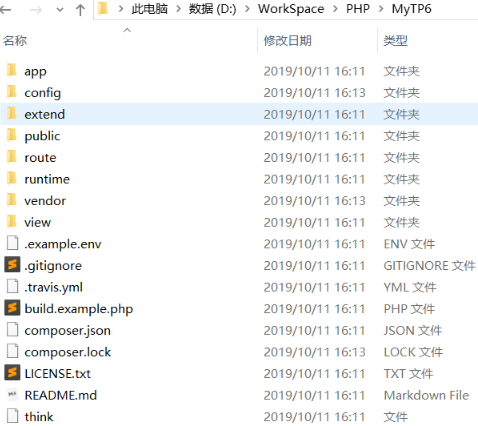 此电脑 > 数据 (D:) > WorkSpace > PHP > MyTP6
名称 修改日期 类型
app 2019/10/11 16:11 文件夹
config 2019/10/11 16:13 文件夹
extend 2019/10/11 16:11 文件夹
public 2019/10/11 16:11 文件夹
route 2019/10/11 16:11 文件夹
runtime 2019/10/11 16:11 文件夹
vendor 2019/10/11 16:13 文件夹
view 2019/10/11 16:11 文件夹
.example.env 2019/10/11 16:11 ENV 文件
.gitignore 2019/10/11 16:11 GITIGNORE 文件
.travis.yml 2019/10/11 16:11 YML 文件
build.example.php 2019/10/11 16:11 PHP 文件
composer.json 2019/10/11 16:11 JSON 文件
composer.lock 2019/10/11 16:13 LOCK 文件
LICENSE.txt 2019/10/11 16:11 TXT 文件
README.md 2019/10/11 16:11 Markdown File
think 2019/10/11 16:11 文件